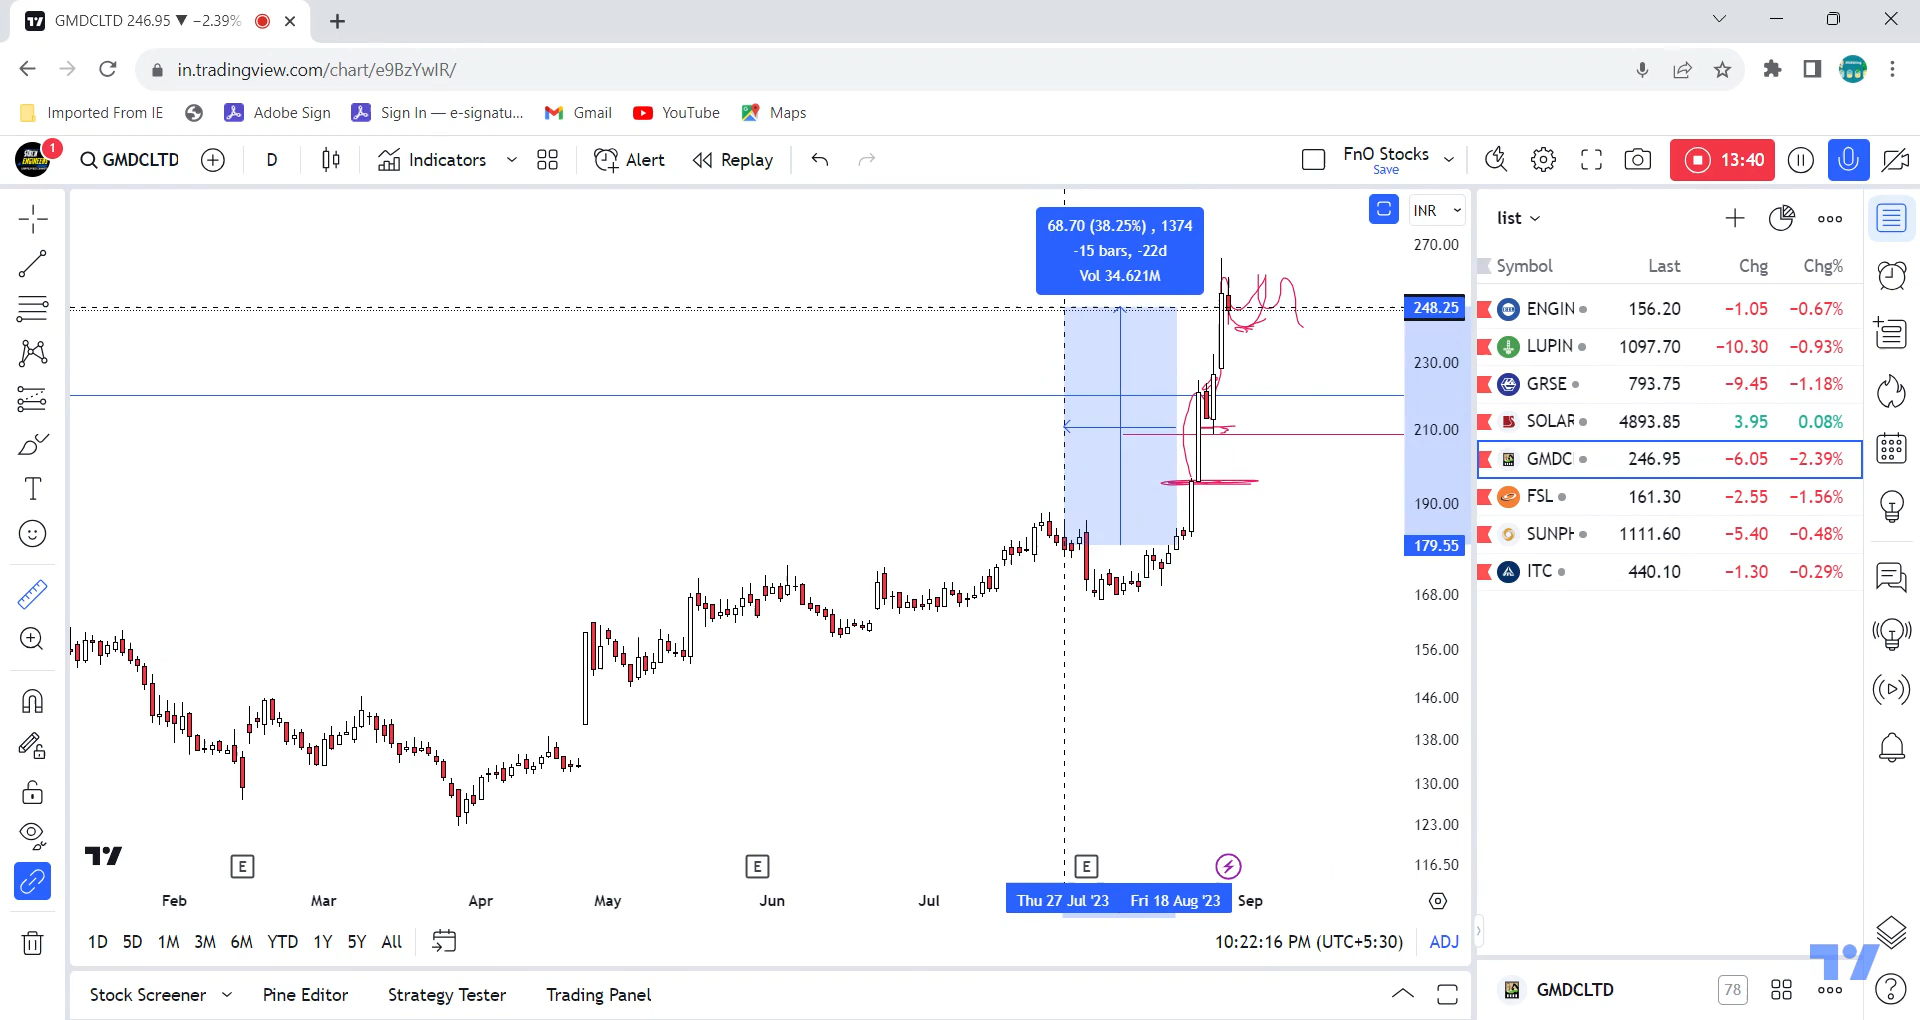 GMDCLTD 246.95 ▼ −2.39%
in.tradingview.com/chart/e9BzYwIR/
Imported From IE
Adobe Sign
Sign In — e-signatu...
Gmail
YouTube
Maps
1
GMDCLTD
D
Indicators
Alert
Replay
FnO Stocks
Save
13:40
68.70 (38.25%) , 1374
-15 bars, -22d
Vol 34.621M
INR
270.00
248.25
230.00
210.00
190.00
179.55
168.00
156.00
146.00
138.00
130.00
123.00
116.50
E
E
E
Feb
Mar
Apr
May
Jun
Jul
Thu 27 Jul '23
Fri 18 Aug '23
Sep
1D 5D 1M 3M 6M YTD 1Y 5Y All
10:22:16 PM (UTC+5:30)
ADJ
Stock Screener
Pine Editor
Strategy Tester
Trading Panel
list
Symbol Last Chg Chg%
ENGIN 156.20 −1.05 −0.67%
LUPIN 1097.70 −10.30 −0.93%
GRSE 793.75 −9.45 −1.18%
SOLAR 4893.85 3.95 0.08%
GMDC 246.95 −6.05 −2.39%
FSL 161.30 −2.55 −1.56%
SUNPH 1111.60 −5.40 −0.48%
ITC 440.10 −1.30 −0.29%
GMDCLTD
78